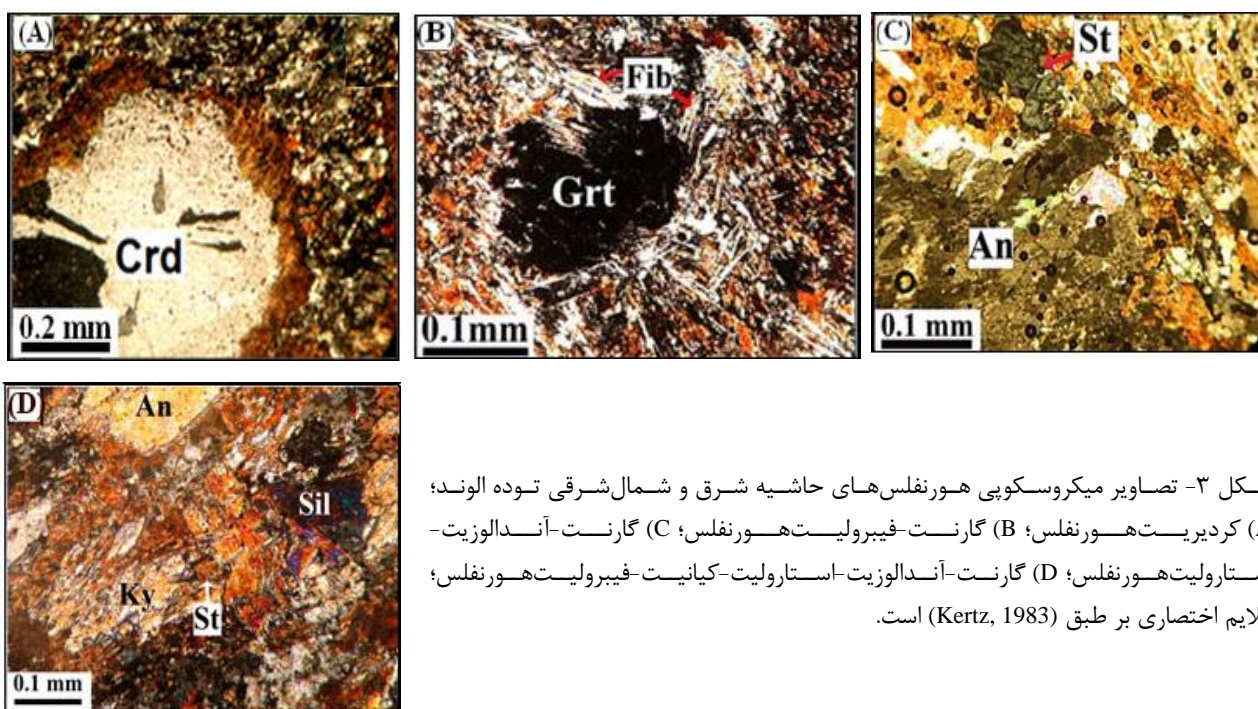 (A)
Crd
0.2 mm
(B)
Fib
Grt
0.1mm
(C)
St
An
0.1 mm
(D)
An
Sil
Ky
St
0.1 mm
کل ۳- تصاویر میکروسکوپی هورنفلس‌های حاشیه شرق و شمال‌شرقی توده الوند؛
) کردیریت‌هورنفلس؛ B) گارنت-فیبرولیت‌هورنفلس؛ C) گارنت-آندالوزیت-
ستارولیت‌هورنفلس؛ D) گارنت-آندالوزیت-استارولیت-کیانیت-فیبرولیت‌هورنفلس؛
لایم اختصاری بر طبق (Kertz, 1983) است.